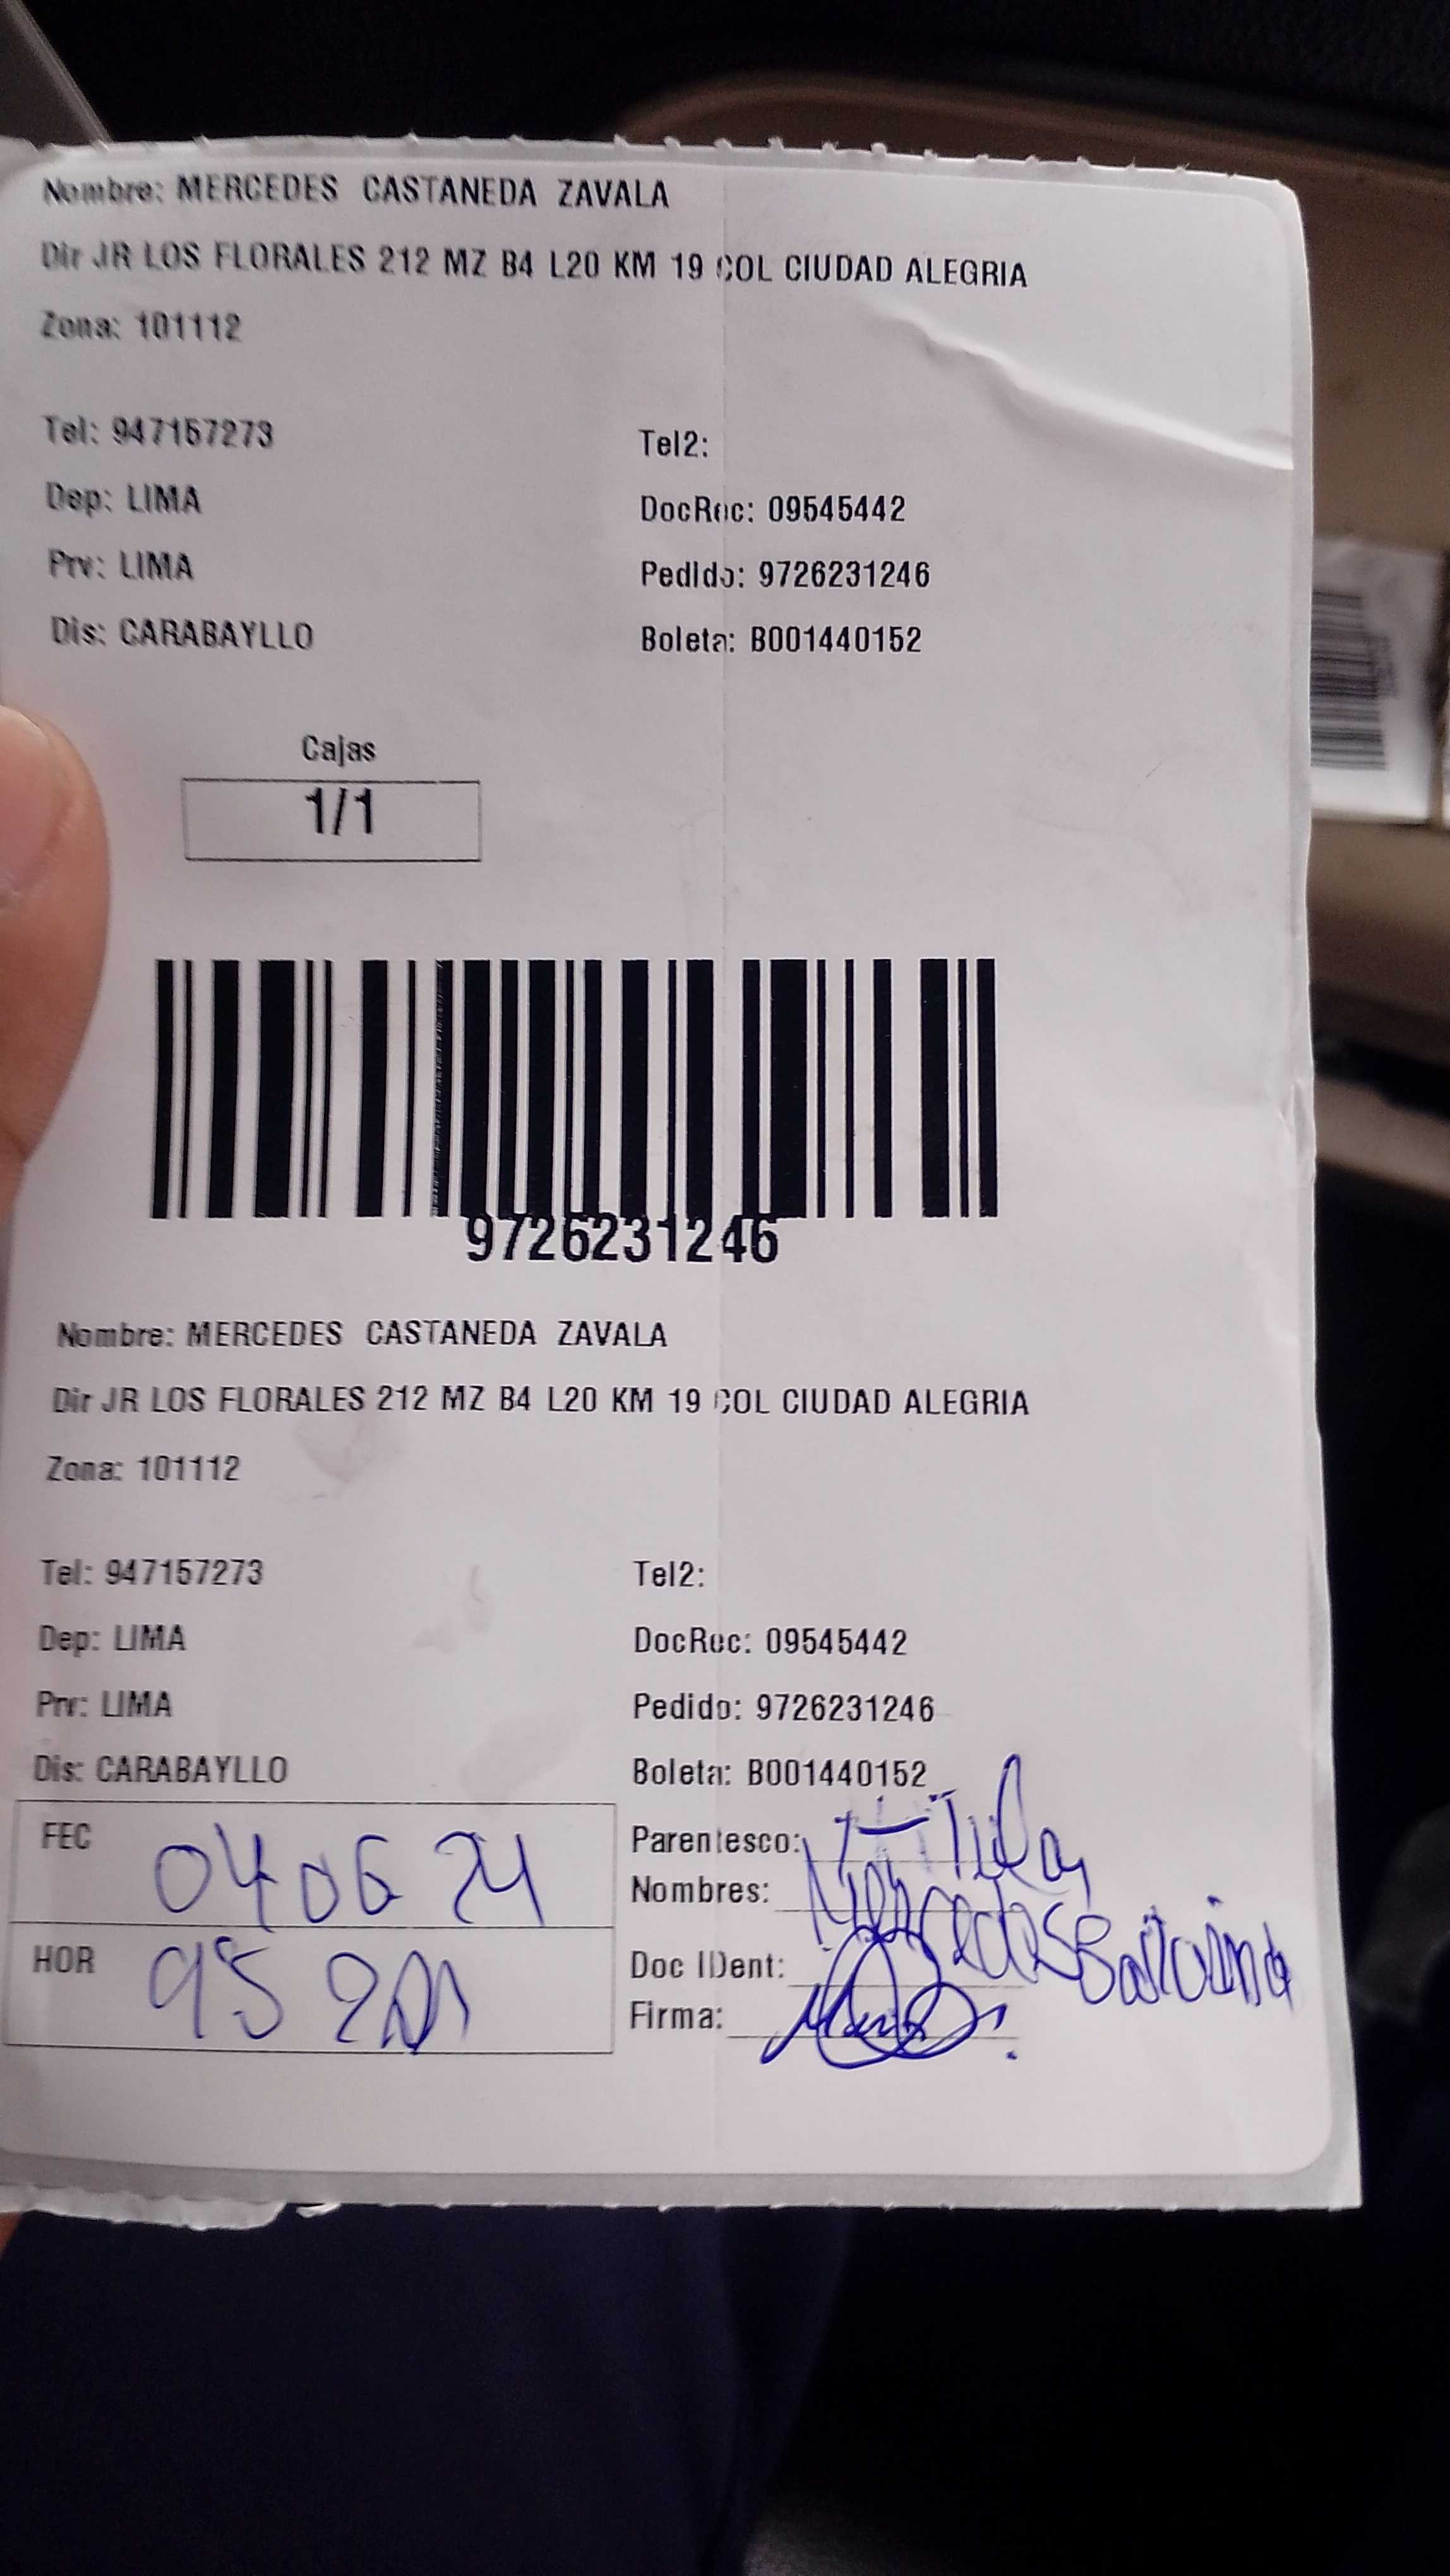 Nombre: MERCEDES CASTANEDA ZAVALA
Dir JR LOS FLORALES 212 MZ B4 L20 KM 19 COL CIUDAD ALEGRIA
Zona: 101112
Tel: 947157273 Tel2:
Dep: LIMA DocRec: 09545442
Prv: LIMA Pedido: 9726231246
Dis: CARABAYLLO Boleta: B001440152
Cajas
1/1
9726231246
Nombre: MERCEDES CASTANEDA ZAVALA
Dir JR LOS FLORALES 212 MZ B4 L20 KM 19 COL CIUDAD ALEGRIA
Zona: 101112
Tel: 947157273 Tel2:
Dep: LIMA DocRec: 09545442
Prv: LIMA Pedido: 9726231246
Dis: CARABAYLLO Boleta: B001440152
FEC 04 06 24
Parentesco:
Nombres: Mercedes
HOR
Doc IDent:
Firma: